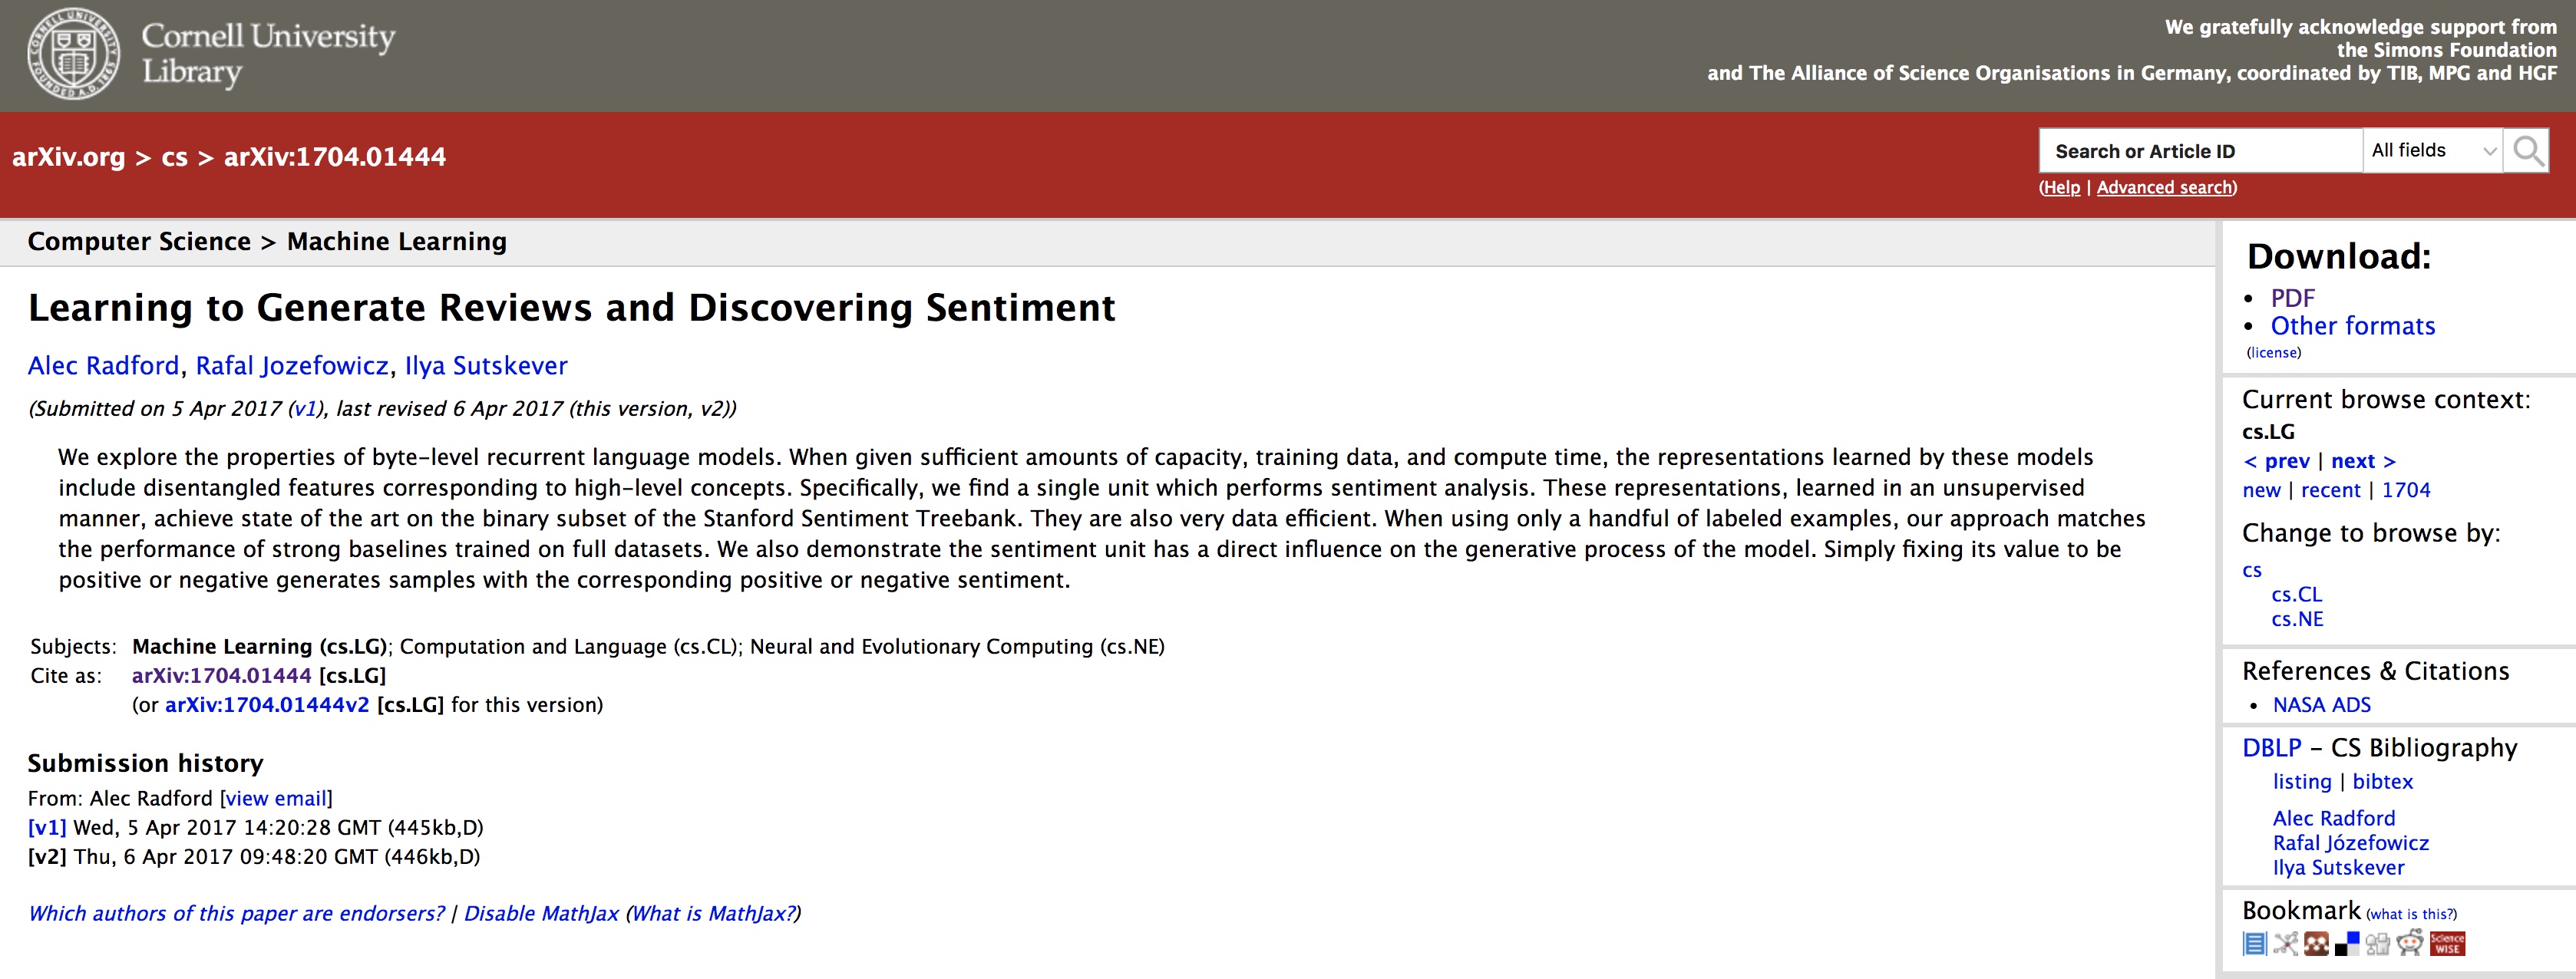 Cornell University
Library
We gratefully acknowledge support from
the Simons Foundation
and The Alliance of Science Organisations in Germany, coordinated by TIB, MPG and HGF
arXiv.org > cs > arXiv:1704.01444
Search or Article ID
All fields
(Help | Advanced search)
Computer Science > Machine Learning
Learning to Generate Reviews and Discovering Sentiment
Alec Radford, Rafal Jozefowicz, Ilya Sutskever
(Submitted on 5 Apr 2017 (v1), last revised 6 Apr 2017 (this version, v2))
We explore the properties of byte-level recurrent language models. When given sufficient amounts of capacity, training data, and compute time, the representations learned by these models
include disentangled features corresponding to high-level concepts. Specifically, we find a single unit which performs sentiment analysis. These representations, learned in an unsupervised
manner, achieve state of the art on the binary subset of the Stanford Sentiment Treebank. They are also very data efficient. When using only a handful of labeled examples, our approach matches
the performance of strong baselines trained on full datasets. We also demonstrate the sentiment unit has a direct influence on the generative process of the model. Simply fixing its value to be
positive or negative generates samples with the corresponding positive or negative sentiment.
Subjects: Machine Learning (cs.LG); Computation and Language (cs.CL); Neural and Evolutionary Computing (cs.NE)
Cite as: arXiv:1704.01444 [cs.LG]
(or arXiv:1704.01444v2 [cs.LG] for this version)
Submission history
From: Alec Radford [view email]
[v1] Wed, 5 Apr 2017 14:20:28 GMT (445kb,D)
[v2] Thu, 6 Apr 2017 09:48:20 GMT (446kb,D)
Which authors of this paper are endorsers? | Disable MathJax (What is MathJax?)
Download:
• PDF
• Other formats
(license)
Current browse context:
cs.LG
< prev | next >
new | recent | 1704
Change to browse by:
cs
cs.CL
cs.NE
References & Citations
• NASA ADS
DBLP – CS Bibliography
listing | bibtex
Alec Radford
Rafal Józefowicz
Ilya Sutskever
Bookmark (what is this?)
Science
WISE